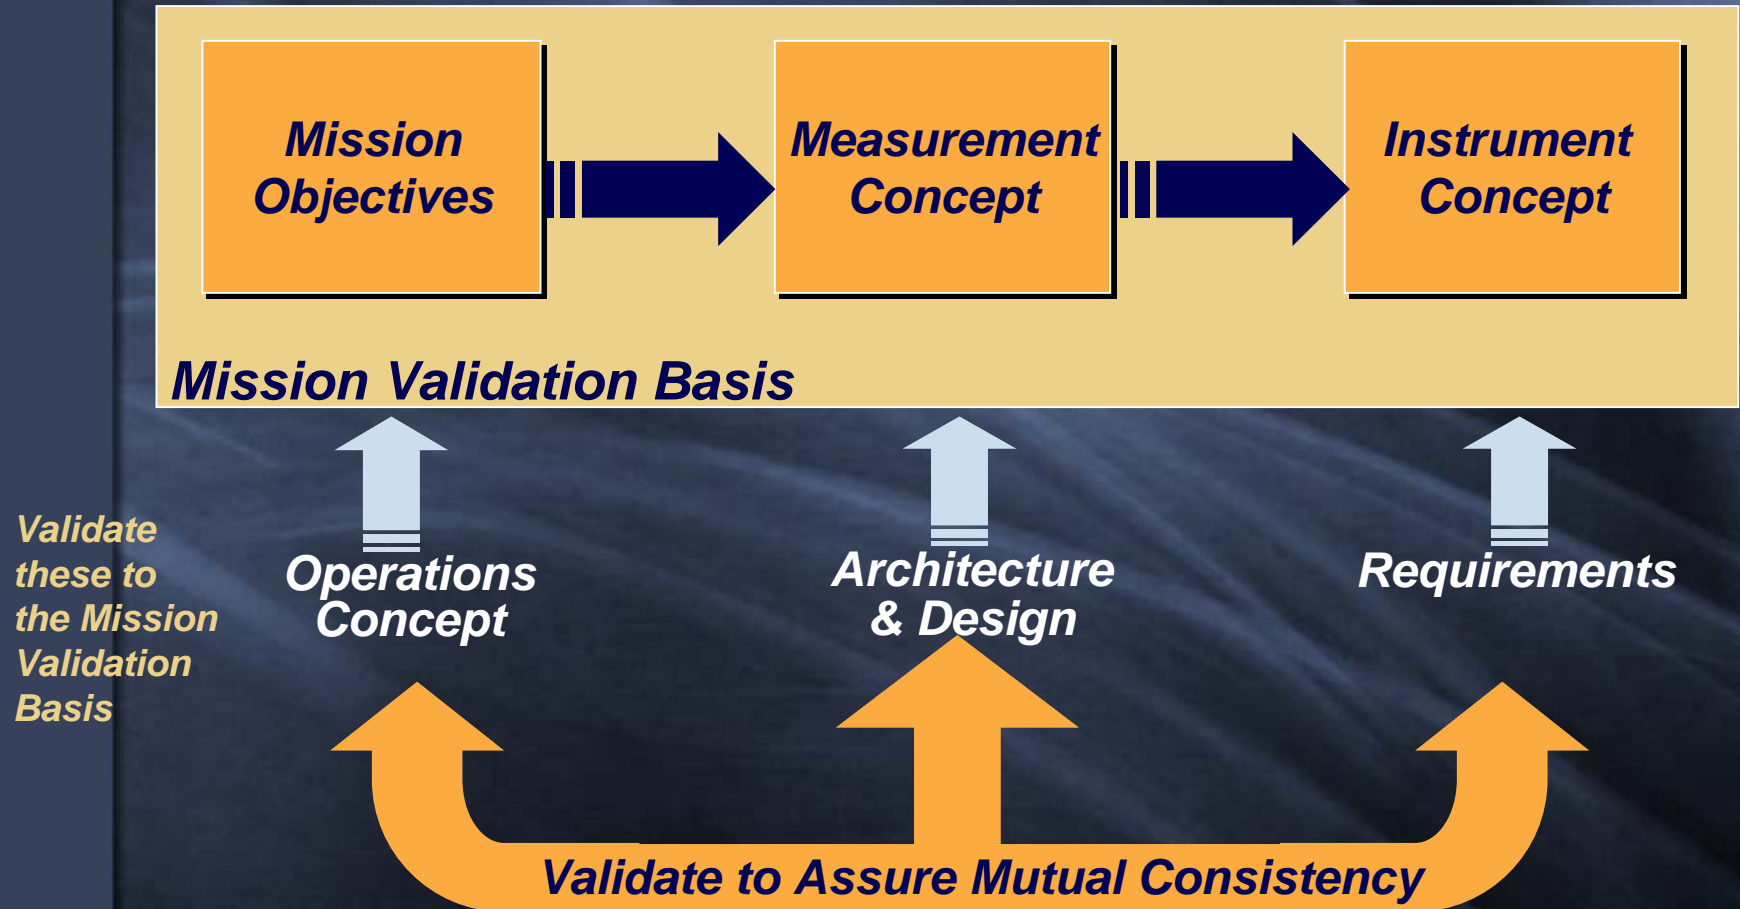 Mission
Objectives
Measurement
Concept
Instrument
Concept
Mission Validation Basis
Validate
these to
the Mission
Validation
Basis
Operations
Concept
Architecture
& Design
Requirements
Validate to Assure Mutual Consistency